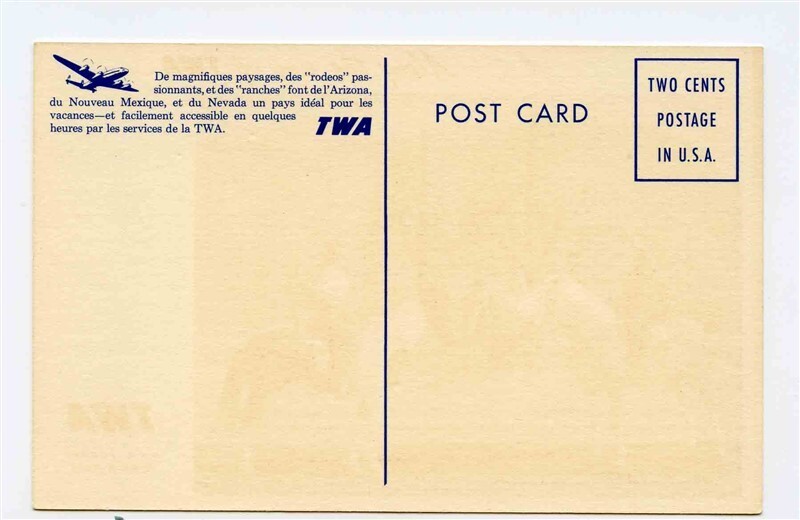 De magnifiques paysages, des "rodeos" pas-
sionnants, et des "ranches" font de l'Arizona,
du Nouveau Mexique, et du Nevada un pays idéal pour les
vacances—et facilement accessible en quelques
heures par les services de la TWA.
TWA
POST CARD
TWO CENTS
POSTAGE
IN U.S.A.